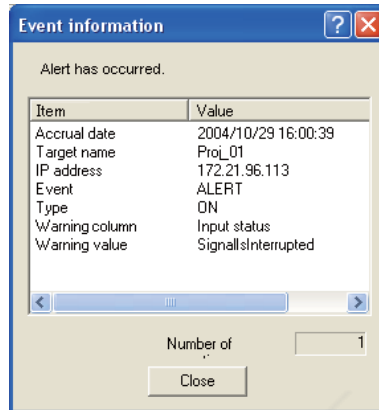 Event information
Alert has occurred.
Item Value
Accrual date 2004/10/29 16:00:39
Target name Proj_01
IP address 172.21.96.113
Event ALERT
Type ON
Warning column Input status
Warning value SignalIsInterrupted
Number of
1
Close